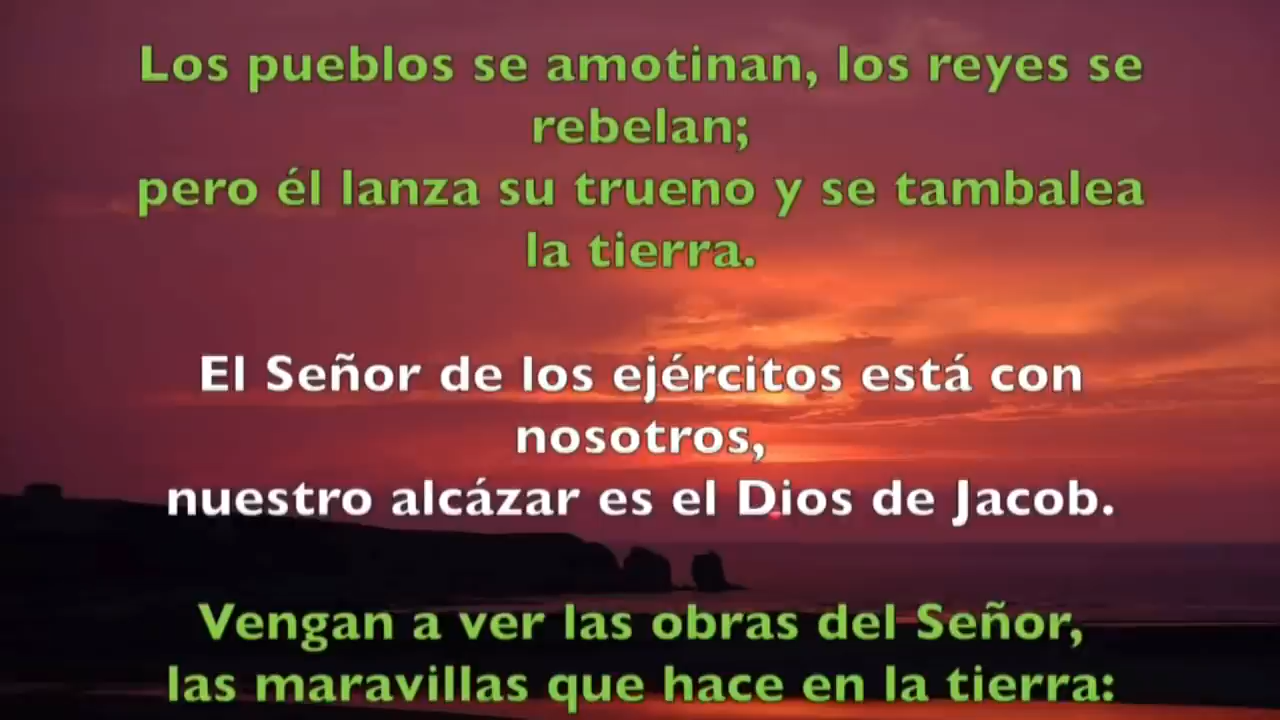 Los pueblos se amotinan, los reyes se
rebelan;
pero él lanza su trueno y se tambalea
la tierra.
El Señor de los ejércitos está con
nosotros,
nuestro alcázar es el Dios de Jacob.
Vengan a ver las obras del Señor,
las maravillas que hace en la tierra: